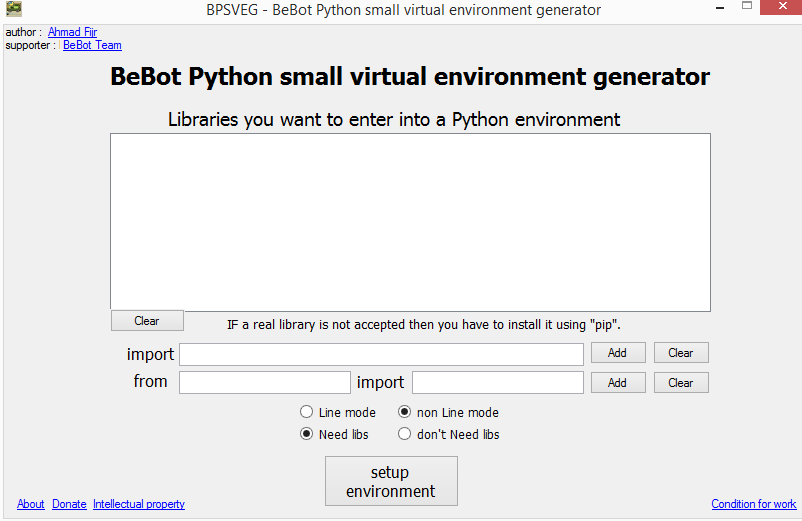 BPSVEG - BeBot Python small virtual environment generator
author : Ahmad Fiir
supporter : BeBot Team
BeBot Python small virtual environment generator
Libraries you want to enter into a Python environment
Clear
IF a real library is not accepted then you have to install it using "pip".
import Add Clear
from import Add Clear
Line mode non Line mode
Need libs don't Need libs
setup
environment
About Donate Intellectual property Condition for work